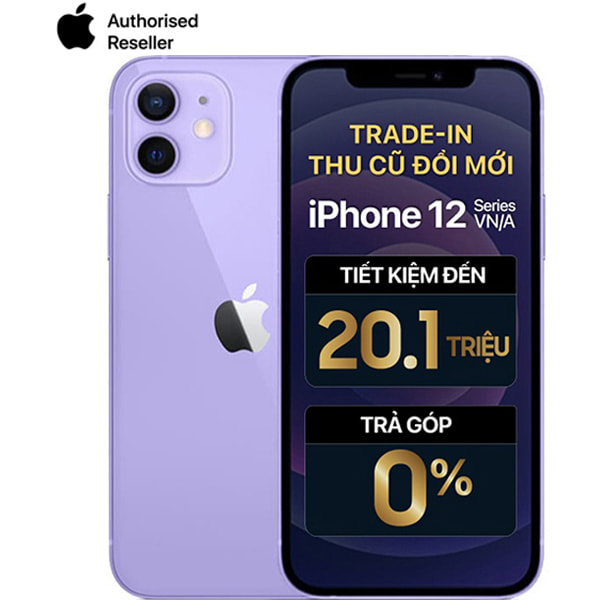 Authorised
Reseller
TRADE-IN
THU CŨ ĐỔI MỚI
iPhone 12 Series VN/A
TIẾT KIỆM ĐẾN
20.1 TRIỆU
TRẢ GÓP
0%